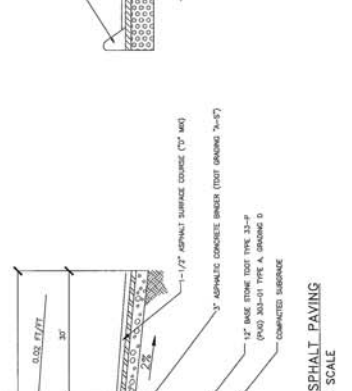 0.02 FT/FT
30'
2%
1-1/2" ASPHALT SURFACE COURSE ("D" MIX)
3" ASPHALTIC CONCRETE BINDER (TDOT GRADING "A-S")
12" BASE STONE TDOT TYPE 33-P
(PUG) 303-01 TYPE A, GRADING D
COMPACTED SUBGRADE
SPHALT PAVING
SCALE